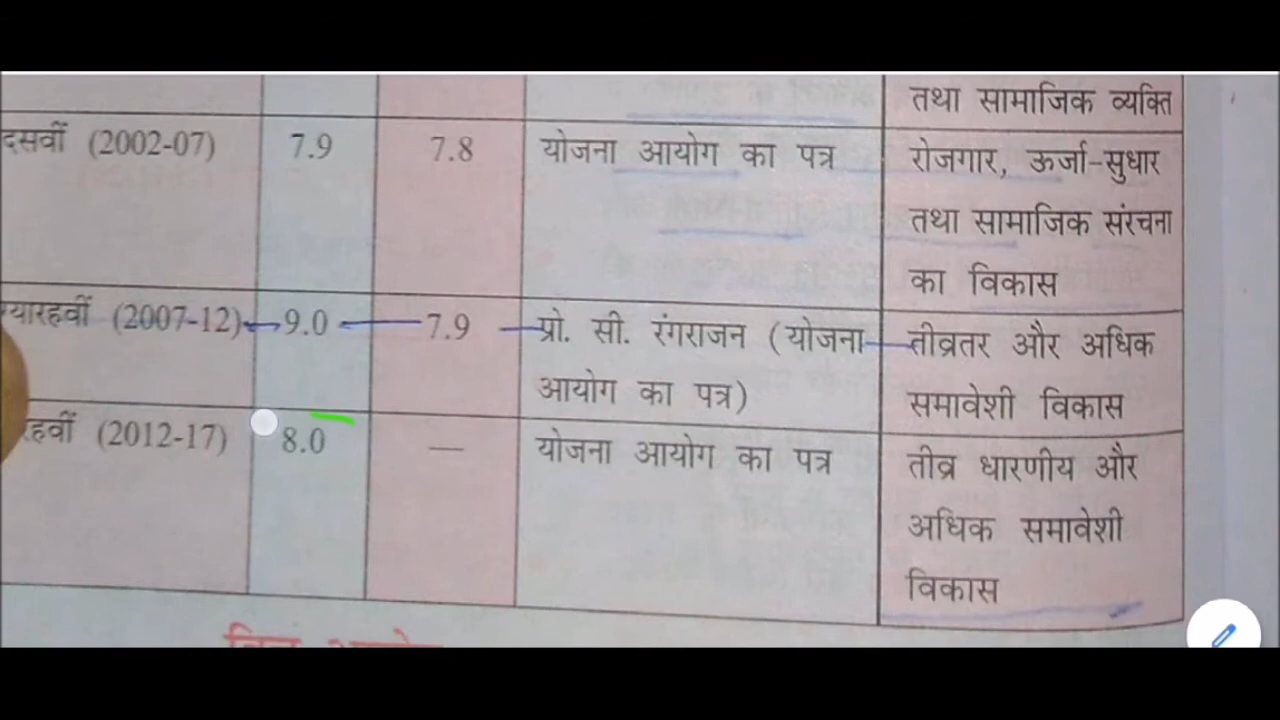 तथा सामाजिक व्यक्ति
दसवीं (2002-07) 7.9 7.8 योजना आयोग का पत्र रोजगार, ऊर्जा-सुधार
तथा सामाजिक संरचना
का विकास
ग्यारहवीं (2007-12) 9.0 7.9 प्रो. सी. रंगराजन (योजना तीव्रतर और अधिक
आयोग का पत्र) समावेशी विकास
रहवीं (2012-17) 8.0 — योजना आयोग का पत्र तीव्र धारणीय और
अधिक समावेशी
विकास